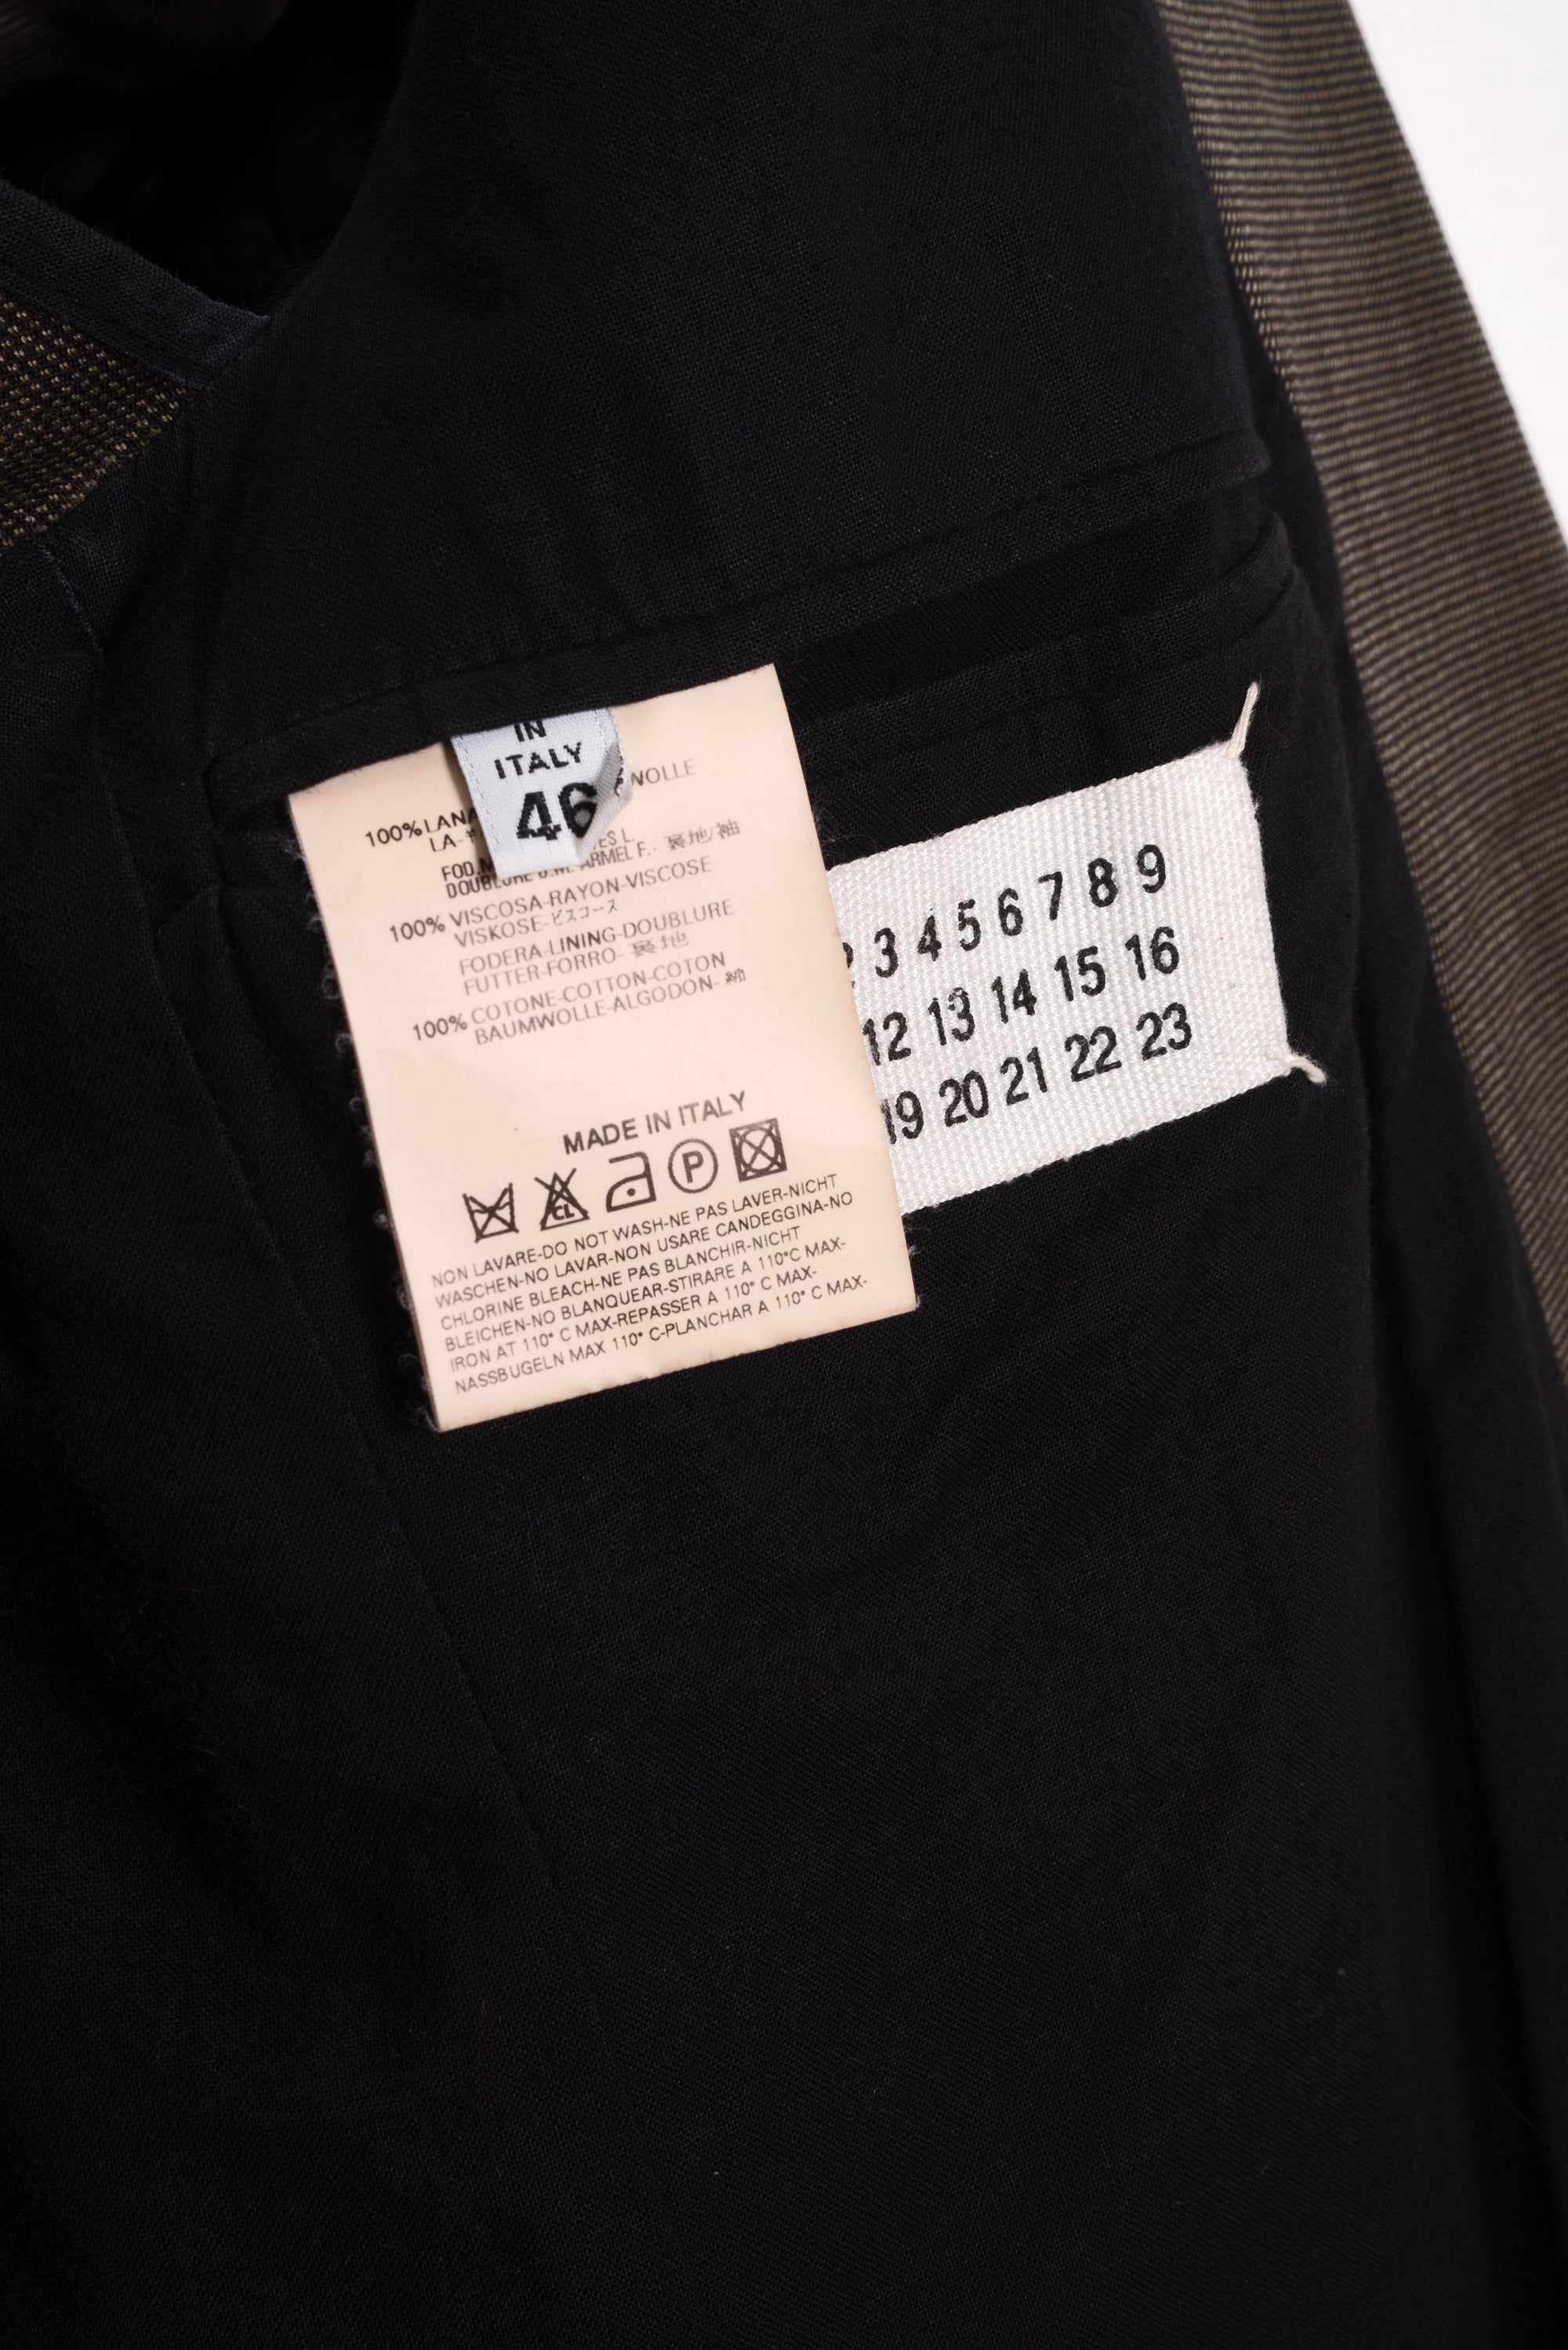 IN
ITALY
46
WOLLE
100% LANA
LA-
FOD.
ES L.
DOUBLURE D.M. ARMEL F.- 裏地/袖
100% VISCOSA-RAYON-VISCOSE
VISKOSE-ビスコース
FODERA-LINING-DOUBLURE
FUTTER-FORRO- 裏地
100% COTONE-COTTON-COTON
BAUMWOLLE-ALGODON- 綿
MADE IN ITALY
CL P
NON LAVARE-DO NOT WASH-NE PAS LAVER-NICHT
WASCHEN-NO LAVAR-NON USARE CANDEGGINA-NO
CHLORINE BLEACH-NE PAS BLANCHIR-NICHT
BLEICHEN-NO BLANQUEAR-STIRARE A 110°C MAX-
IRON AT 110° C MAX-REPASSER A 110° C MAX-
NASSBUGELN MAX 110° C-PLANCHAR A 110° C MAX-
3 4 5 6 7 8 9
12 13 14 15 16
19 20 21 22 23